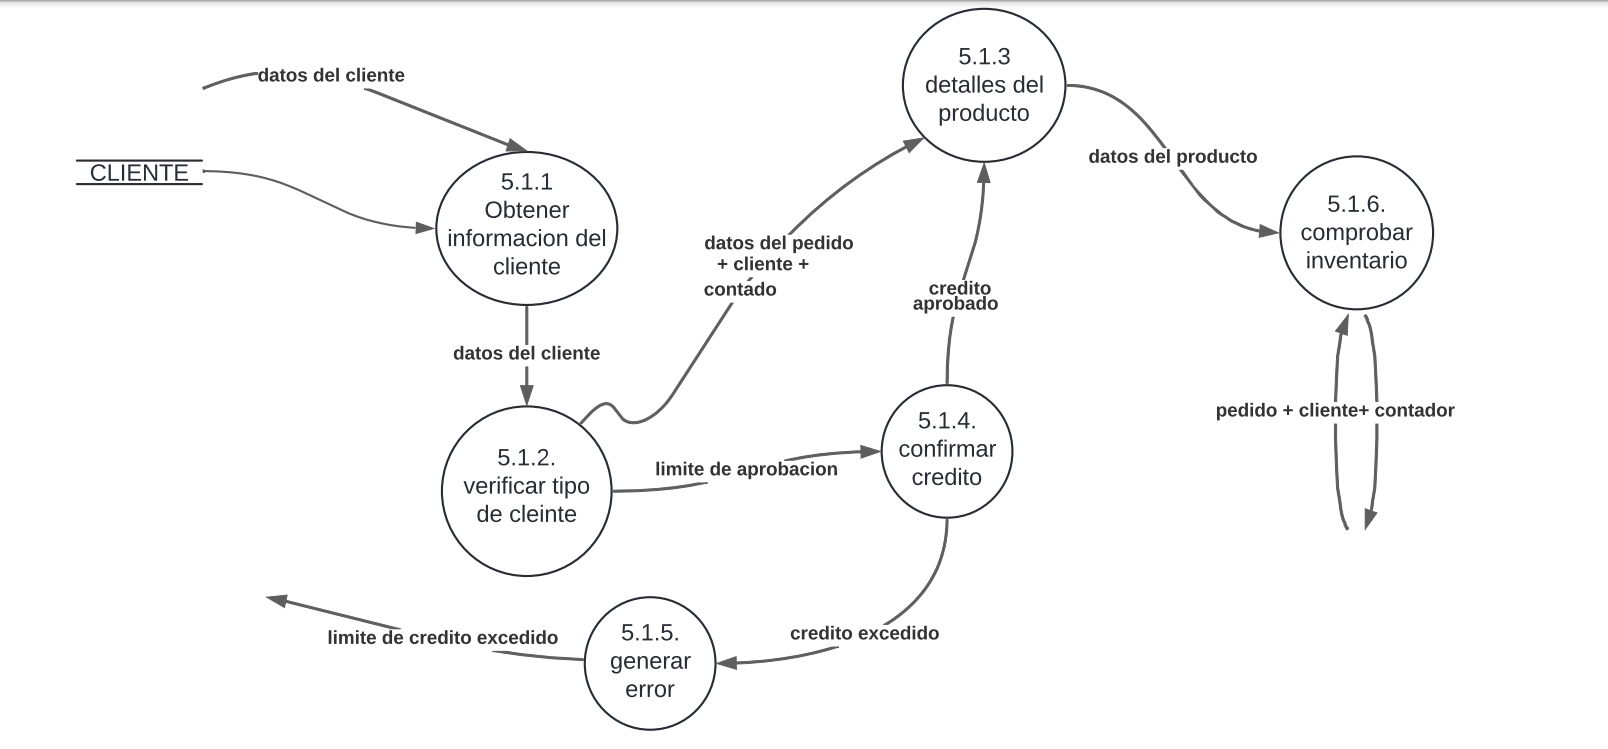 5.1.3
detalles del
producto
datos del cliente
datos del producto
CLIENTE
5.1.1
Obtener
informacion del
cliente
5.1.6.
comprobar
inventario
datos del pedido
+ cliente +
contado
credito
aprobado
datos del cliente
pedido + cliente+ contador
5.1.4.
confirmar
credito
5.1.2.
verificar tipo
de cleinte
limite de aprobacion
limite de credito excedido
5.1.5.
generar
error
credito excedido